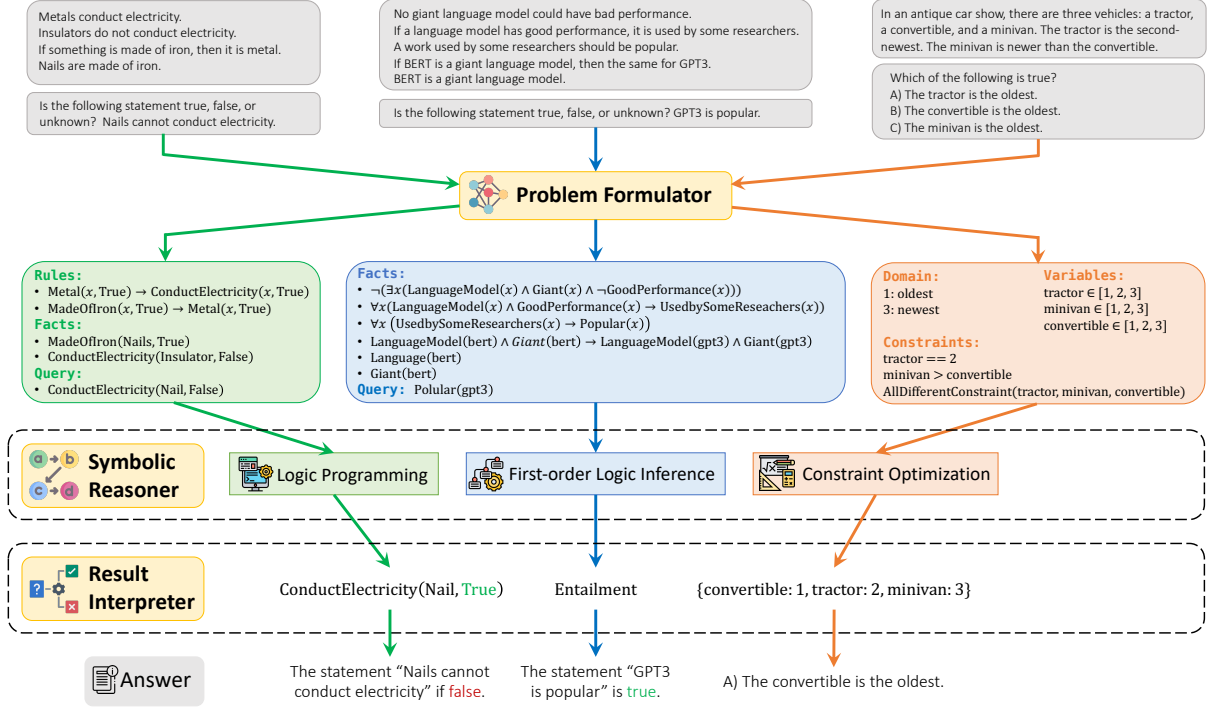 Metals conduct electricity.
Insulators do not conduct electricity.
If something is made of iron, then it is metal.
Nails are made of iron.
Is the following statement true, false, or
unknown? Nails cannot conduct electricity.
No giant language model could have bad performance.
If a language model has good performance, it is used by some researchers.
A work used by some researchers should be popular.
If BERT is a giant language model, then the same for GPT3.
BERT is a giant language model.
Is the following statement true, false, or unknown? GPT3 is popular.
In an antique car show, there are three vehicles: a tractor,
a convertible, and a minivan. The tractor is the second-
newest. The minivan is newer than the convertible.
Which of the following is true?
A) The tractor is the oldest.
B) The convertible is the oldest.
C) The minivan is the oldest.
Problem Formulator
Rules:
• Metal(x, True) → ConductElectricity(x, True)
• MadeOfIron(x, True) → Metal(x, True)
Facts:
• MadeOfIron(Nails, True)
• ConductElectricity(Insulator, False)
Query:
• ConductElectricity(Nail, False)
Facts:
• ¬(∃x(LanguageModel(x) ∧ Giant(x) ∧ ¬GoodPerformance(x)))
• ∀x(LanguageModel(x) ∧ GoodPerformance(x) → UsedbySomeReseachers(x))
• ∀x (UsedbySomeResearchers(x) → Popular(x))
• LanguageModel(bert) ∧ Giant(bert) → LanguageModel(gpt3) ∧ Giant(gpt3)
• Language(bert)
• Giant(bert)
Query: Polular(gpt3)
Domain:
1: oldest
3: newest
Variables:
tractor ∈ [1, 2, 3]
minivan ∈ [1, 2, 3]
convertible ∈ [1, 2, 3]
Constraints:
tractor == 2
minivan > convertible
AllDifferentConstraint(tractor, minivan, convertible)
a b
c d
Symbolic
Reasoner
Logic Programming
First-order Logic Inference
√x
Constraint Optimization
?
Result
Interpreter
ConductElectricity(Nail, True)
Entailment
{convertible: 1, tractor: 2, minivan: 3}
Answer
The statement “Nails cannot
conduct electricity” if false.
The statement “GPT3
is popular” is true.
A) The convertible is the oldest.